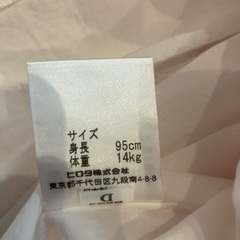 サイズ
身長 95cm
体重 14kg
ヒロタ株式会社
東京都千代田区九段南4-8-8